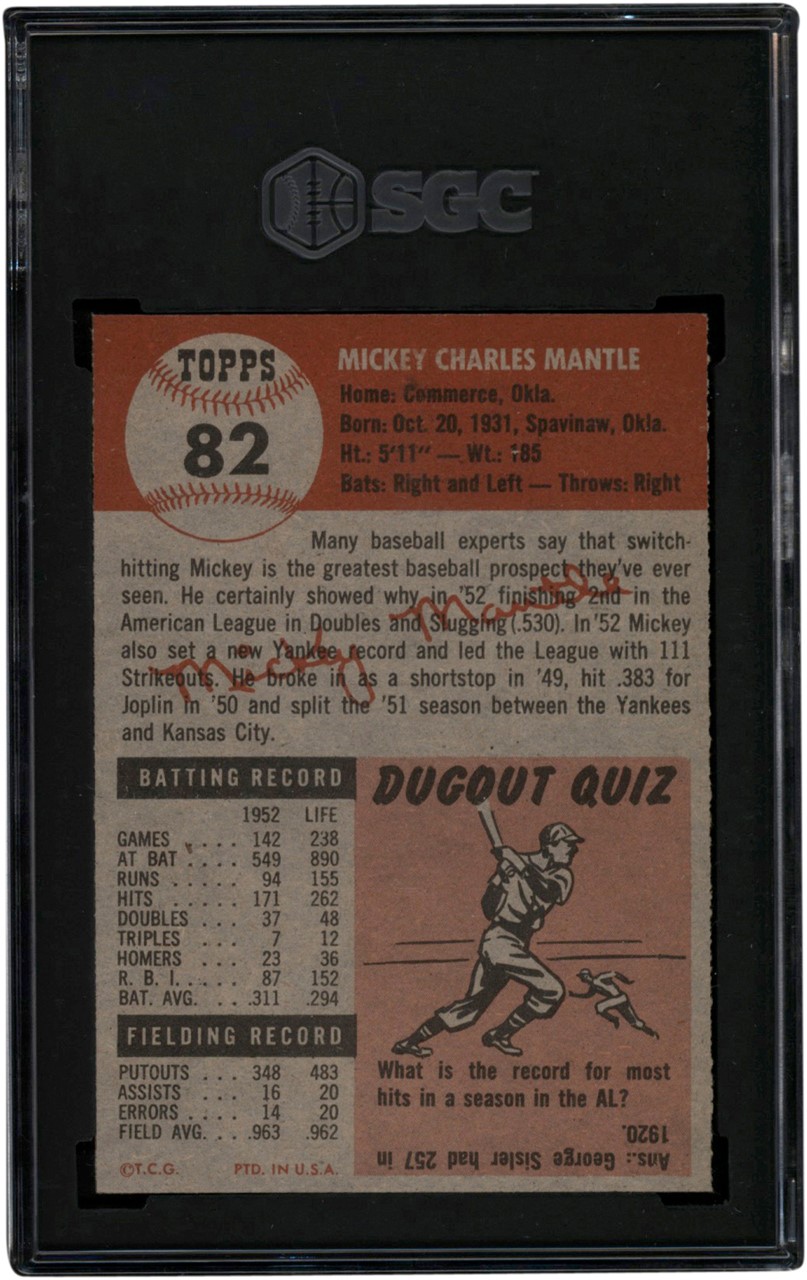 SGC
TOPPS
82
MICKEY CHARLES MANTLE
Home: Commerce, Okla.
Born: Oct. 20, 1931, Spavinaw, Okla.
Ht.: 5'11" — Wt.: 185
Bats: Right and Left — Throws: Right
Many baseball experts say that switch-
hitting Mickey is the greatest baseball prospect they've ever
seen. He certainly showed why in '52 finishing 2nd in the
American League in Doubles and Slugging (.530). In '52 Mickey
also set a new Yankee record and led the League with 111
Strikeouts. He broke in as a shortstop in '49, hit .383 for
Joplin in '50 and split the '51 season between the Yankees
and Kansas City.
Micky Mantle
BATTING RECORD
1952 LIFE
GAMES . . . . 142 238
AT BAT . . . . 549 890
RUNS . . . . . 94 155
HITS . . . . . 171 262
DOUBLES . . . 37 48
TRIPLES . . . 7 12
HOMERS . . . 23 36
R. B. I. . . . . 87 152
BAT. AVG. . . .311 .294
FIELDING RECORD
PUTOUTS . . . 348 483
ASSISTS . . . 16 20
ERRORS . . . 14 20
FIELD AVG. . . .963 .962
©T.C.G. PTD. IN U.S.A.
DUGOUT QUIZ
What is the record for most
hits in a season in the AL?
Ans.: George Sisler had 257 in
1920.